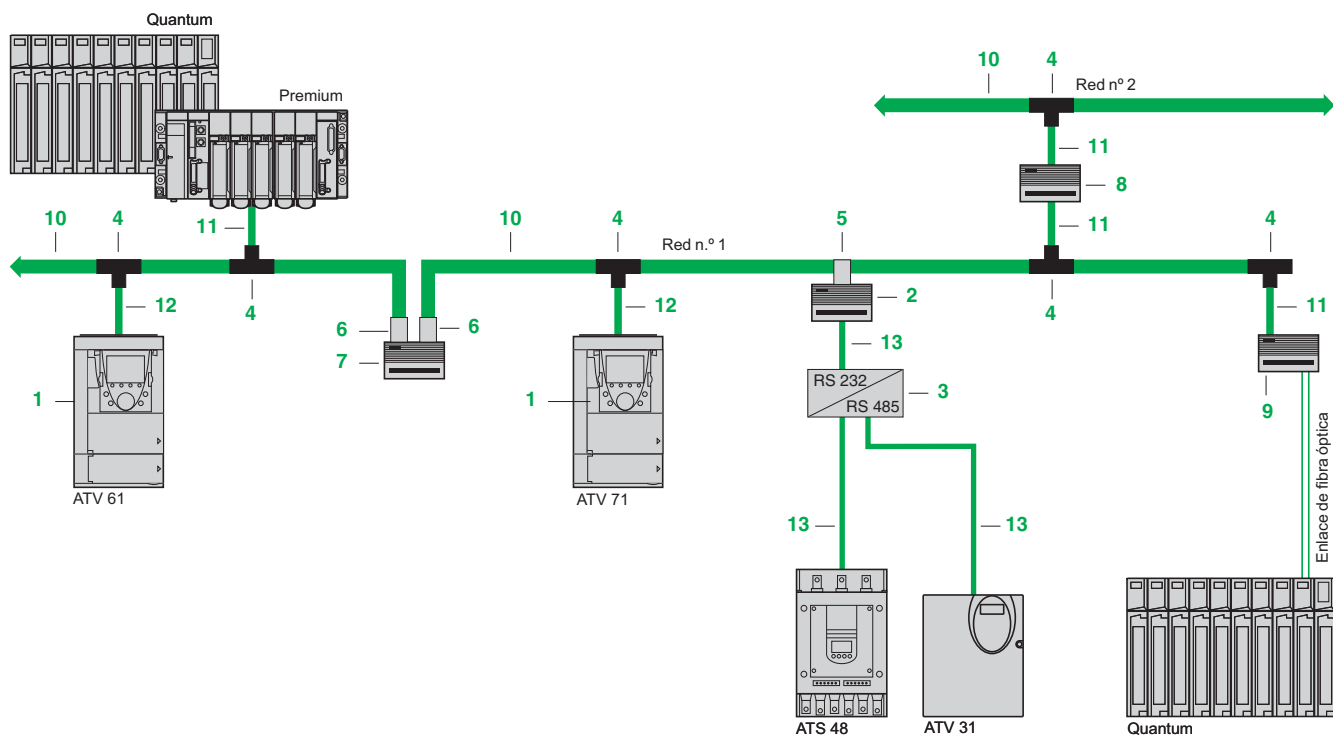 Quantum
Premium
10
4
Red nº 2
11
8
11
10
4
11
10
4
Red n.º 1
5
4
12
4
6
6
7
12
2
4
11
13
1
1
RS 232
RS 485
3
9
Enlace de fibra óptica
ATV 61
ATV 71
13
13
ATS 48
ATV 31
Quantum